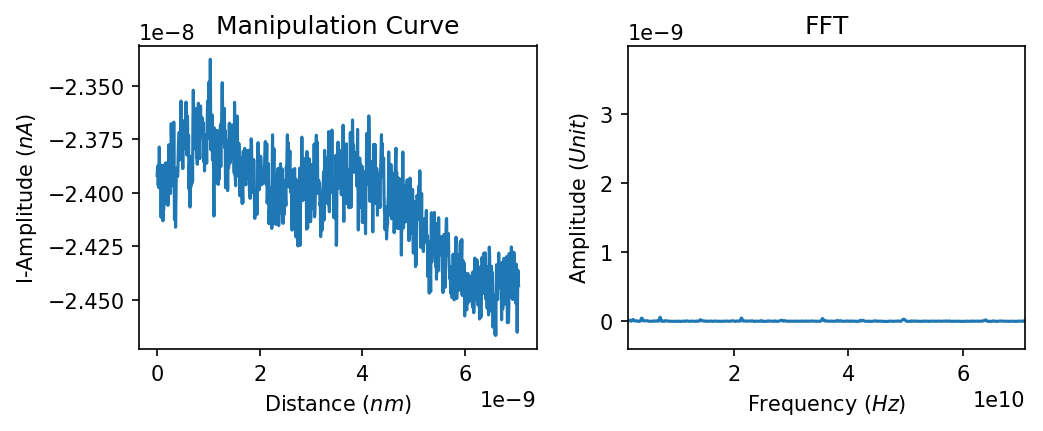 Manipulation Curve
1e−8
−2.350
−2.375
−2.400
−2.425
−2.450
I-Amplitude (nA)
0
2
4
6
1e−9
Distance (nm)
FFT
1e−9
3
2
1
0
Amplitude (Unit)
2
4
6
1e10
Frequency (Hz)